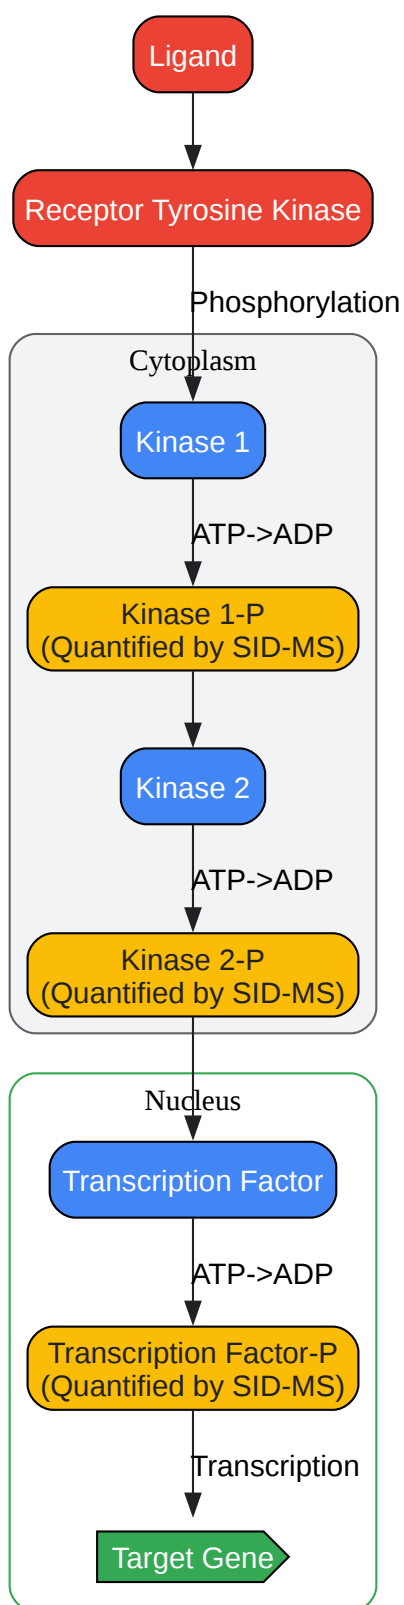 Ligand
Receptor Tyrosine Kinase
Phosphorylation
Cytoplasm
Kinase 1
ATP->ADP
Kinase 1-P
(Quantified by SID-MS)
Kinase 2
ATP->ADP
Kinase 2-P
(Quantified by SID-MS)
Nucleus
Transcription Factor
ATP->ADP
Transcription Factor-P
(Quantified by SID-MS)
Transcription
Target Gene